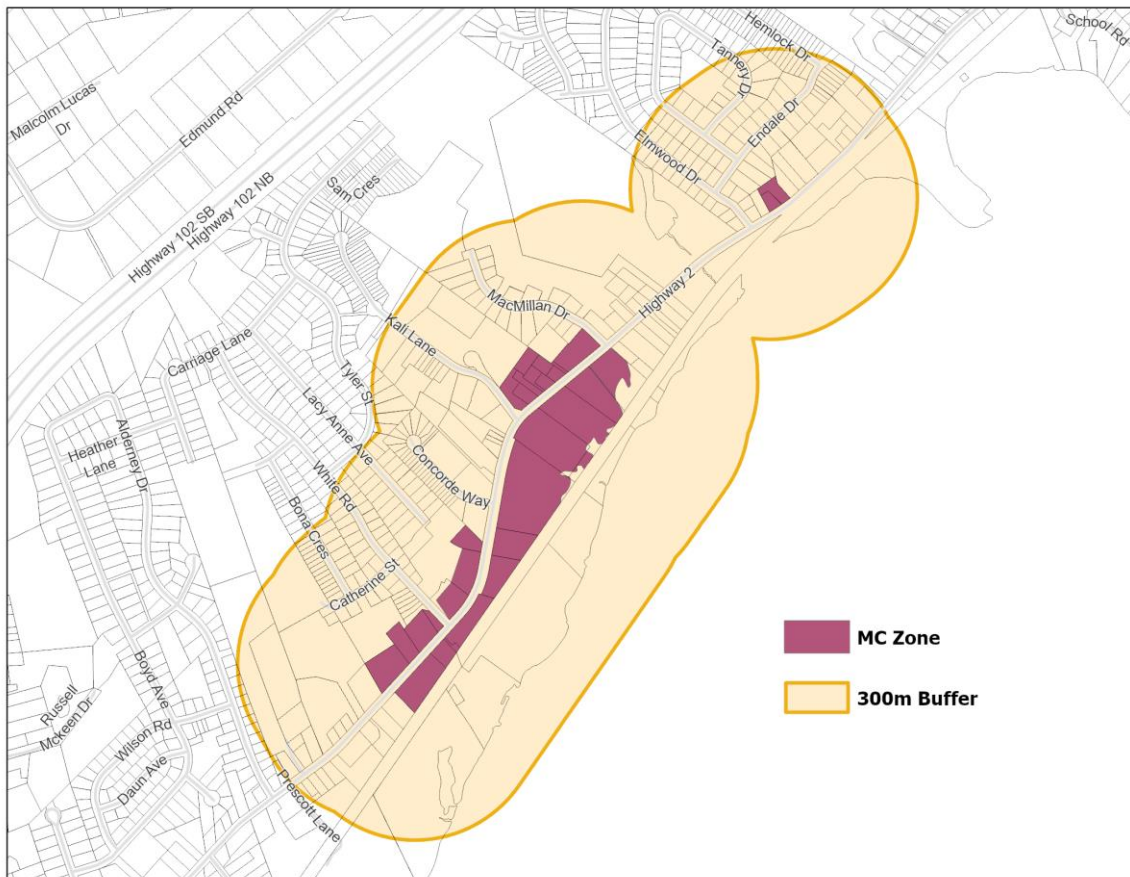 School Rd
Hemlock Dr
Tannery Dr
Endale Dr
Elmwood Dr
Malcolm Lucas
Dr
Edmund Rd
Highway 102 SB
Highway 102 NB
Sam Cres
Highway 2
MacMillan Dr
Kali Lane
Carriage Lane
Tyler St
Lacy Anne Ave
Alderney Dr
Heather
Lane
White Rd
Concorde Way
Bona Cres
Catherine St
MC Zone
300m Buffer
Boyd Ave
Russell
Mckeen Dr
Wilson Rd
Daun Ave
Prescott Lane